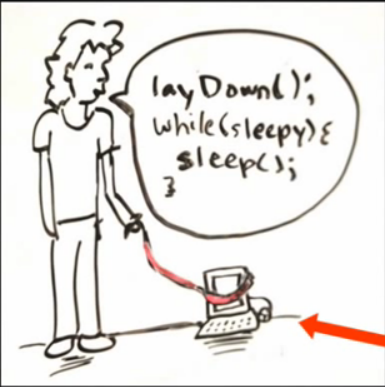 layDown();
while(sleepy){
sleep();
}